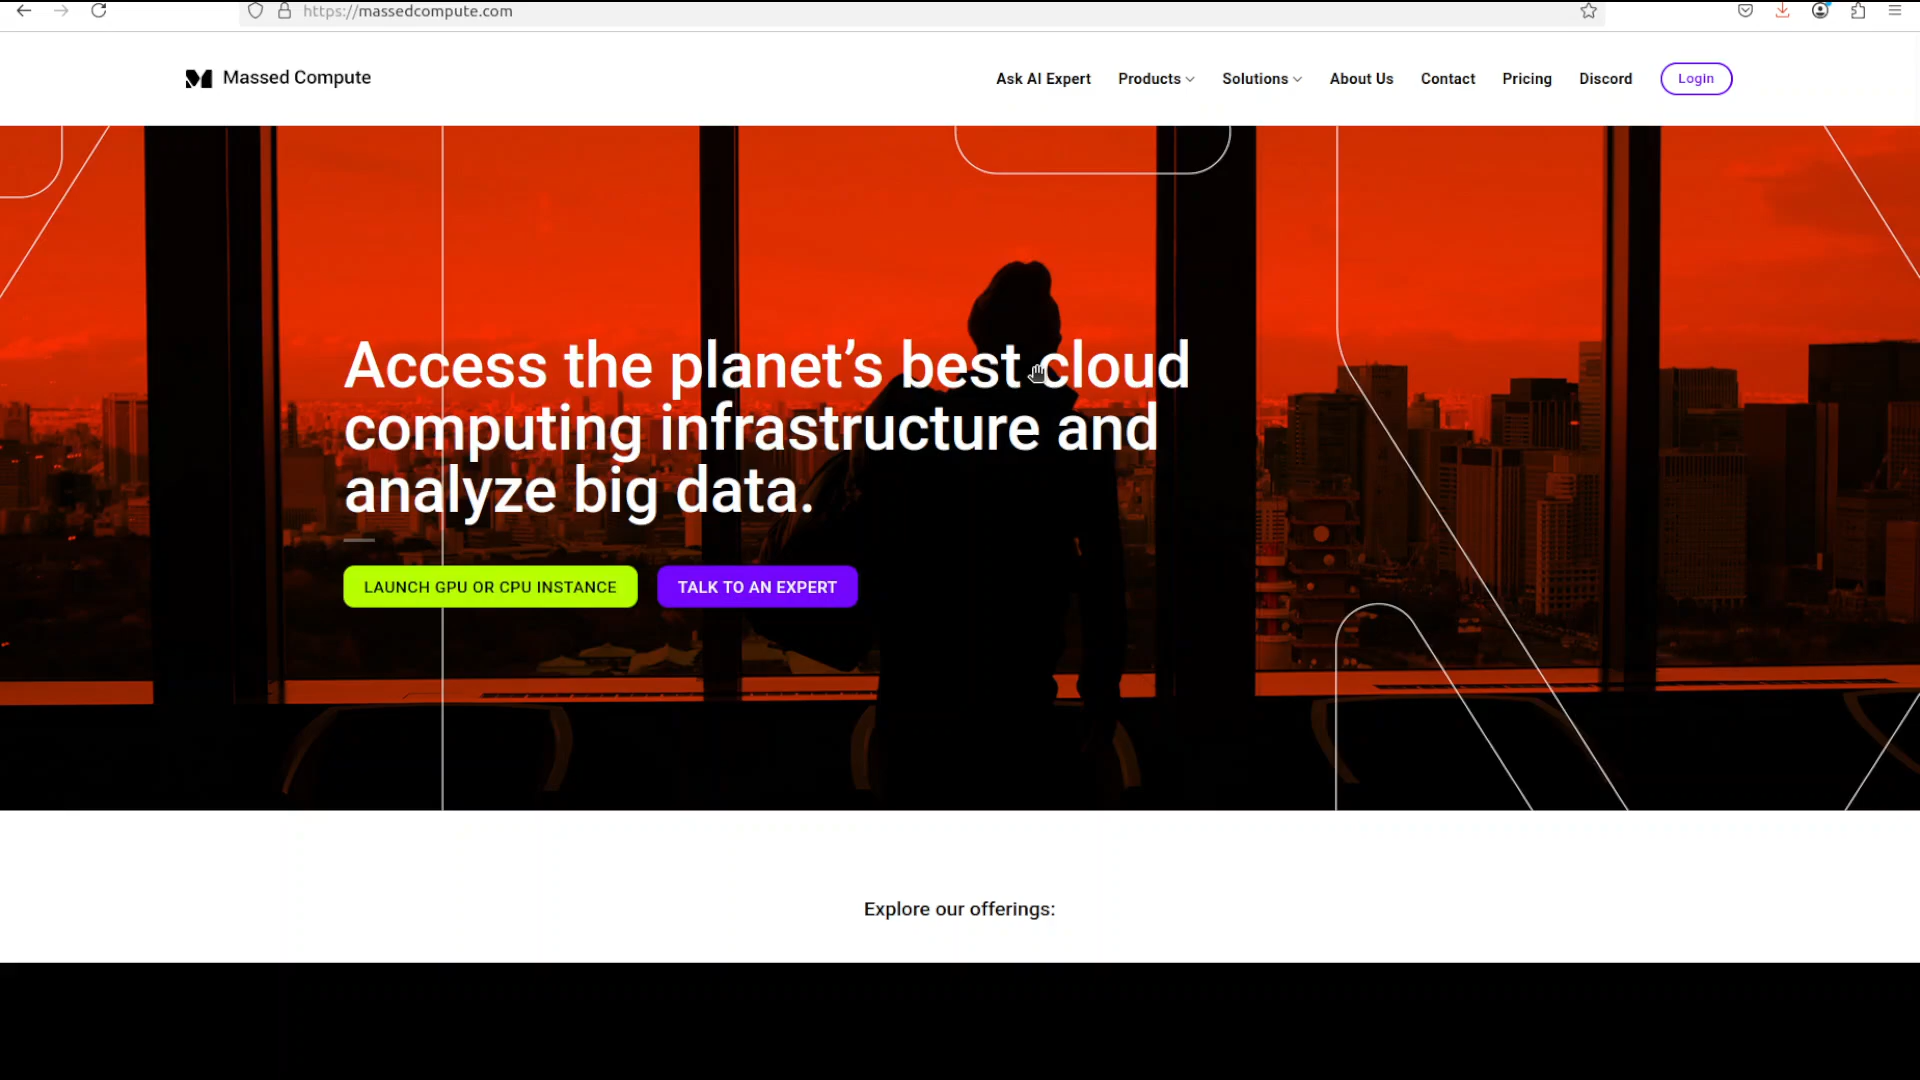 https://massedcompute.com
Massed Compute
Ask AI Expert
Products
Solutions
About Us
Contact
Pricing
Discord
Login
Access the planet’s best cloud
computing infrastructure and
analyze big data.
LAUNCH GPU OR CPU INSTANCE
TALK TO AN EXPERT
Explore our offerings: